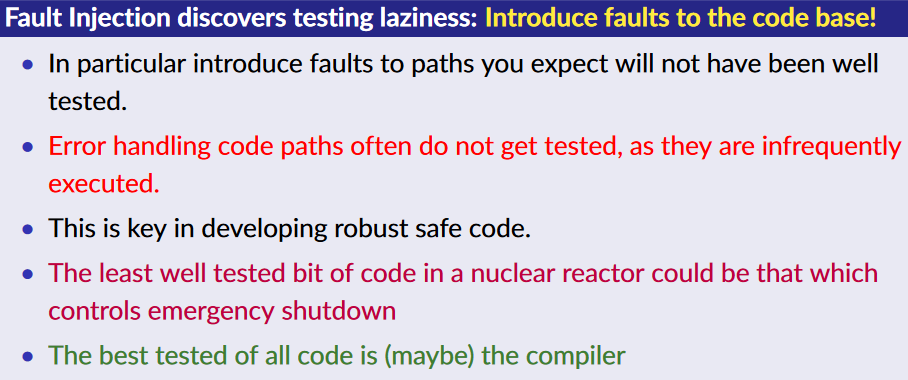 Fault Injection discovers testing laziness: Introduce faults to the code base!
• In particular introduce faults to paths you expect will not have been well
tested.
• Error handling code paths often do not get tested, as they are infrequently
executed.
• This is key in developing robust safe code.
• The least well tested bit of code in a nuclear reactor could be that which
controls emergency shutdown
• The best tested of all code is (maybe) the compiler